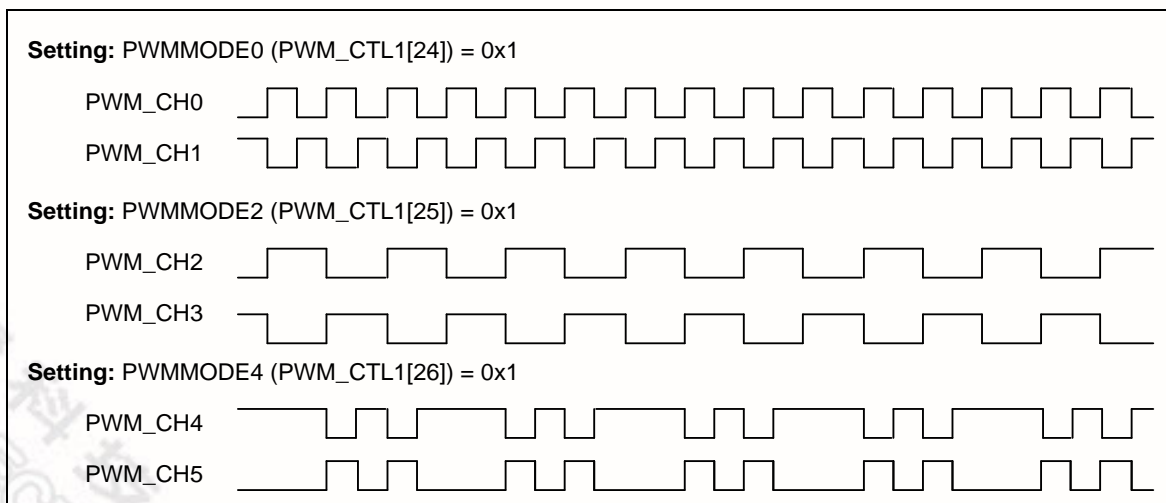 Setting: PWMMODE0 (PWM_CTL1[24]) = 0x1
PWM_CH0
PWM_CH1
Setting: PWMMODE2 (PWM_CTL1[25]) = 0x1
PWM_CH2
PWM_CH3
Setting: PWMMODE4 (PWM_CTL1[26]) = 0x1
PWM_CH4
PWM_CH5